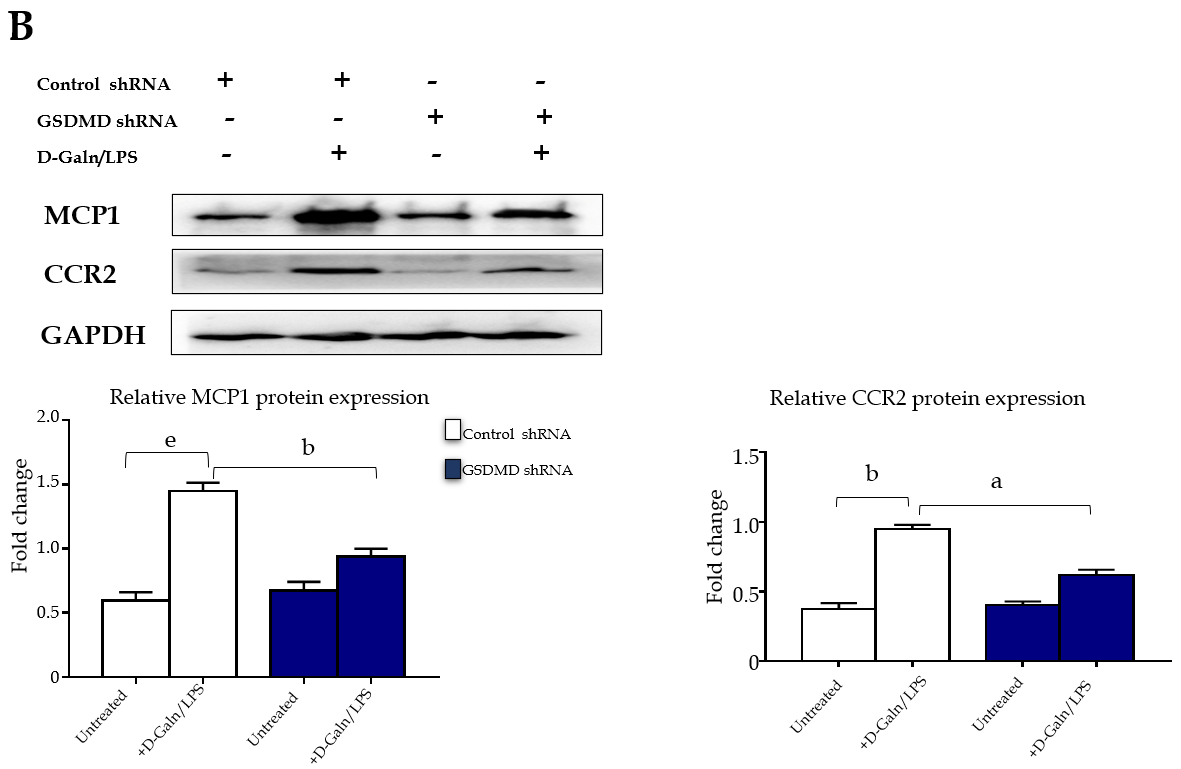 B
Control shRNA + + - -
GSDMD shRNA - - + +
D-Galn/LPS - + - +
MCP1
CCR2
GAPDH
Relative MCP1 protein expression
Fold change
2.0
1.5
1.0
0.5
0
e
b
Control shRNA
GSDMD shRNA
Untreated
+D-Galn/LPS
Untreated
+D-Galn/LPS
Relative CCR2 protein expression
Fold change
1.5
1.0
0.5
0
b
a
Untreated
+D-Galn/LPS
Untreated
+D-Galn/LPS